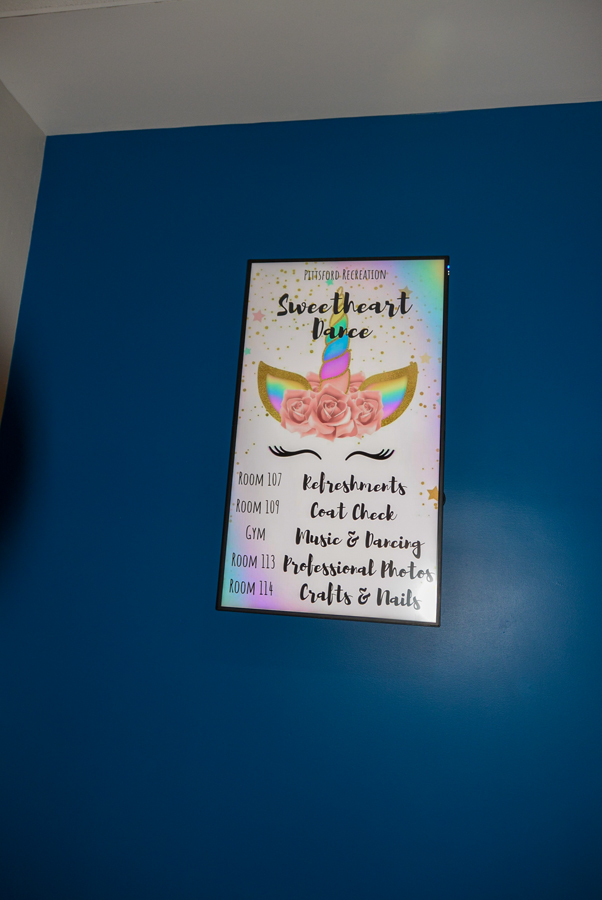 Pittsford Recreation
Sweetheart
Dance
Room 107 Refreshments
Room 109 Coat Check
Gym Music & Dancing
Room 113 Professional Photos
Room 114 Crafts & Nails